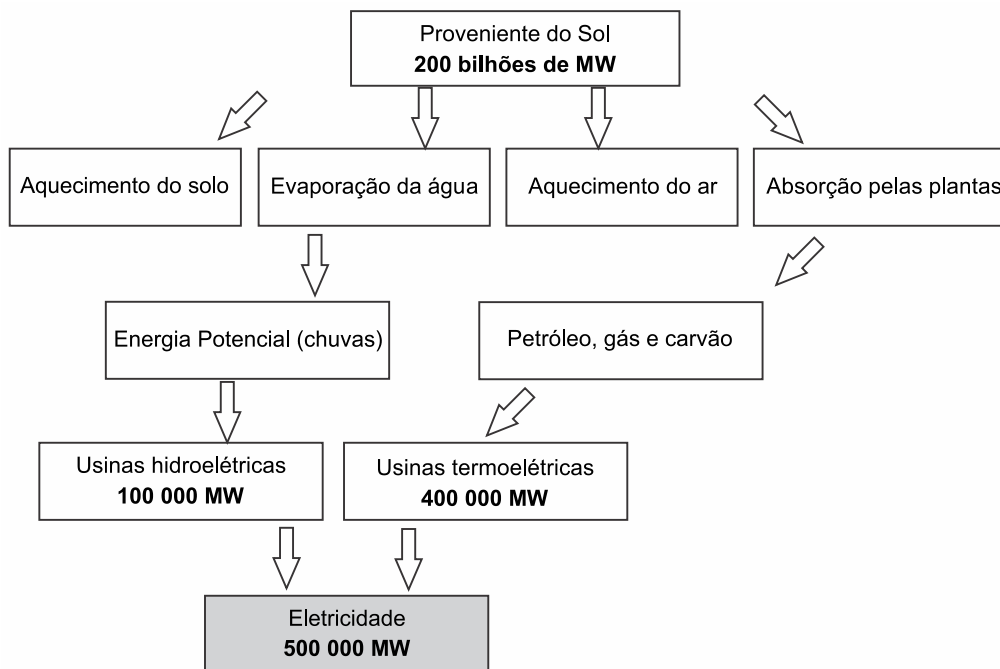 Proveniente do Sol
200 bilhões de MW
Aquecimento do solo
Evaporação da água
Aquecimento do ar
Absorção pelas plantas
Energia Potencial (chuvas)
Petróleo, gás e carvão
Usinas hidroelétricas
100 000 MW
Usinas termoelétricas
400 000 MW
Eletricidade
500 000 MW